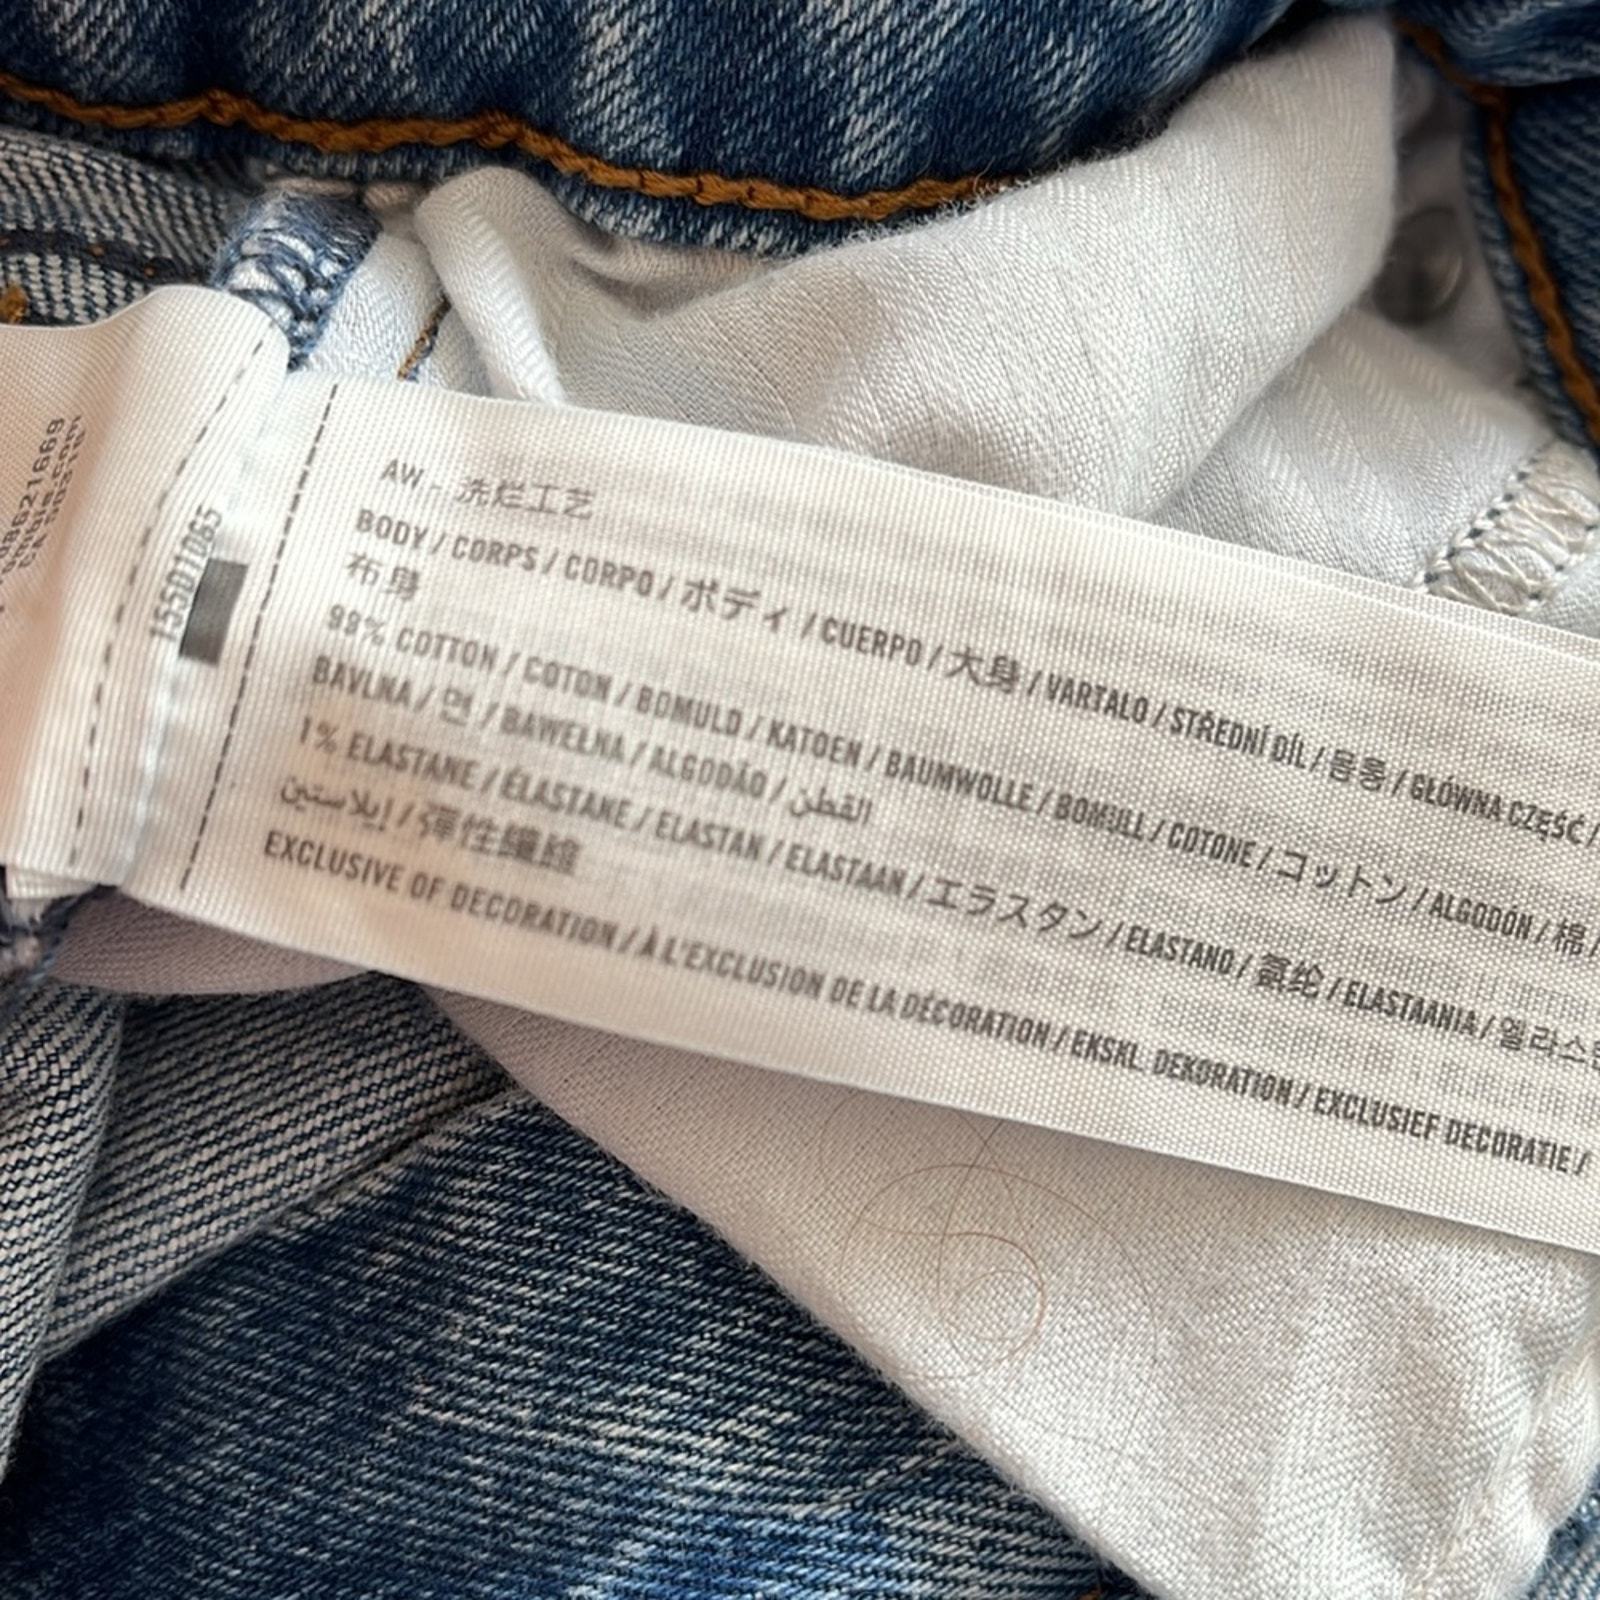 AW - 洗烂工艺
BODY / CORPS / CORPO / ボディ / CUERPO / 大身 / VARTALO / STŘEDNÍ DÍL / 몸통 / GŁÓWNA CZĘŚĆ /
布身
99% COTTON / COTON / BOMULD / KATOEN / BAUMWOLLE / BOMULL / COTONE / コットン / ALGODÓN / 棉 /
BAVLNA / 면 / BAWEŁNA / ALGODÃO / القطن
1% ELASTANE / ÉLASTANE / ELASTAN / ELASTAAN / エラスタン / ELASTANO / 氨纶 / ELASTAANIA / 엘라스탄
إيلاستين / 彈性纖維
EXCLUSIVE OF DECORATION / À L'EXCLUSION DE LA DÉCORATION / EKSKL. DEKORATION / EXCLUSIEF DECORATIE /